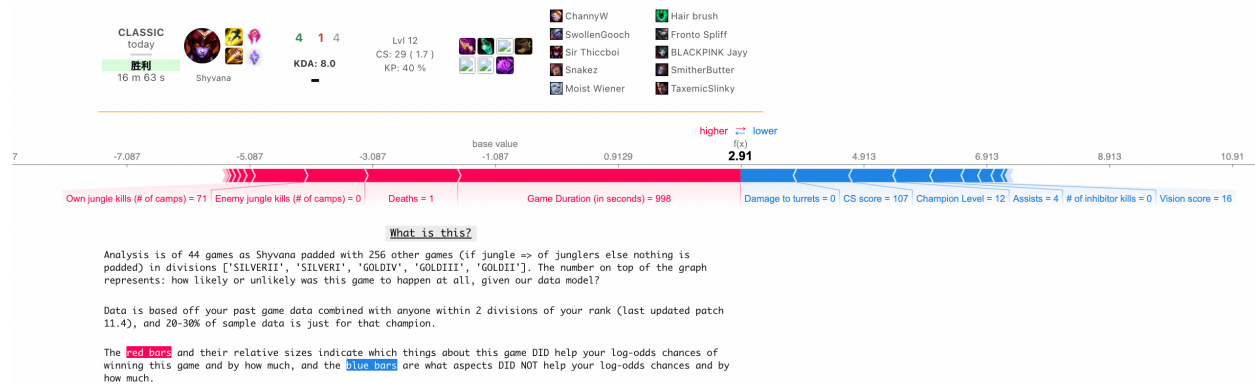 CLASSIC
today
胜利
16 m 63 s
Shyvana
4 1 4
KDA: 8.0
-
Lvl 12
CS: 29 ( 1.7 )
KP: 40 %
ChannyW
SwollenGooch
Sir Thiccboi
Snakez
Moist Wiener
Hair brush
Fronto Spliff
BLACKPINK Jayy
SmitherButter
TaxemicSlinky
higher ⇄ lower
base value
f(x)
7 -7.087 -5.087 -3.087 -1.087 0.9129 2.91 4.913 6.913 8.913 10.91
Own jungle kills (# of camps) = 71 Enemy jungle kills (# of camps) = 0 Deaths = 1 Game Duration (in seconds) = 998 Damage to turrets = 0 CS score = 107 Champion Level = 12 Assists = 4 # of inhibitor kills = 0 Vision score = 16
What is this?
Analysis is of 44 games as Shyvana padded with 256 other games (if jungle => of junglers else nothing is
padded) in divisions ['SILVERII', 'SILVERI', 'GOLDIV', 'GOLDIII', 'GOLDII']. The number on top of the graph
represents: how likely or unlikely was this game to happen at all, given our data model?
Data is based off your past game data combined with anyone within 2 divisions of your rank (last updated patch
11.4), and 20-30% of sample data is just for that champion.
The red bars and their relative sizes indicate which things about this game DID help your log-odds chances of
winning this game and by how much, and the blue bars are what aspects DID NOT help your log-odds chances and by
how much.